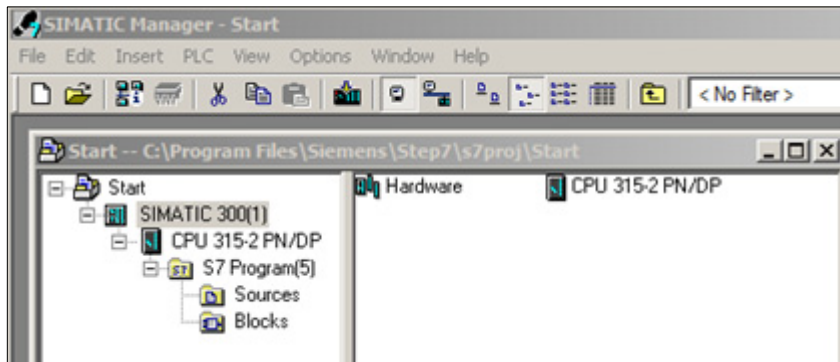 SIMATIC Manager - Start
File Edit Insert PLC View Options Window Help
< No Filter >
Start -- C:\Program Files\Siemens\Step7\s7proj\Start
Start
SIMATIC 300(1)
CPU 315-2 PN/DP
S7 Program(5)
Sources
Blocks
Hardware
CPU 315-2 PN/DP